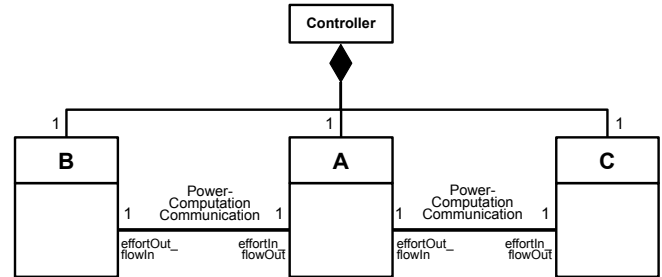 Controller
1
1
1
B
A
C
Power-
Computation
Communication
Power-
Computation
Communication
1
1
1
1
effortOut_
flowIn
effortIn_
flowOut
effortOut_
flowIn
effortIn_
flowOut